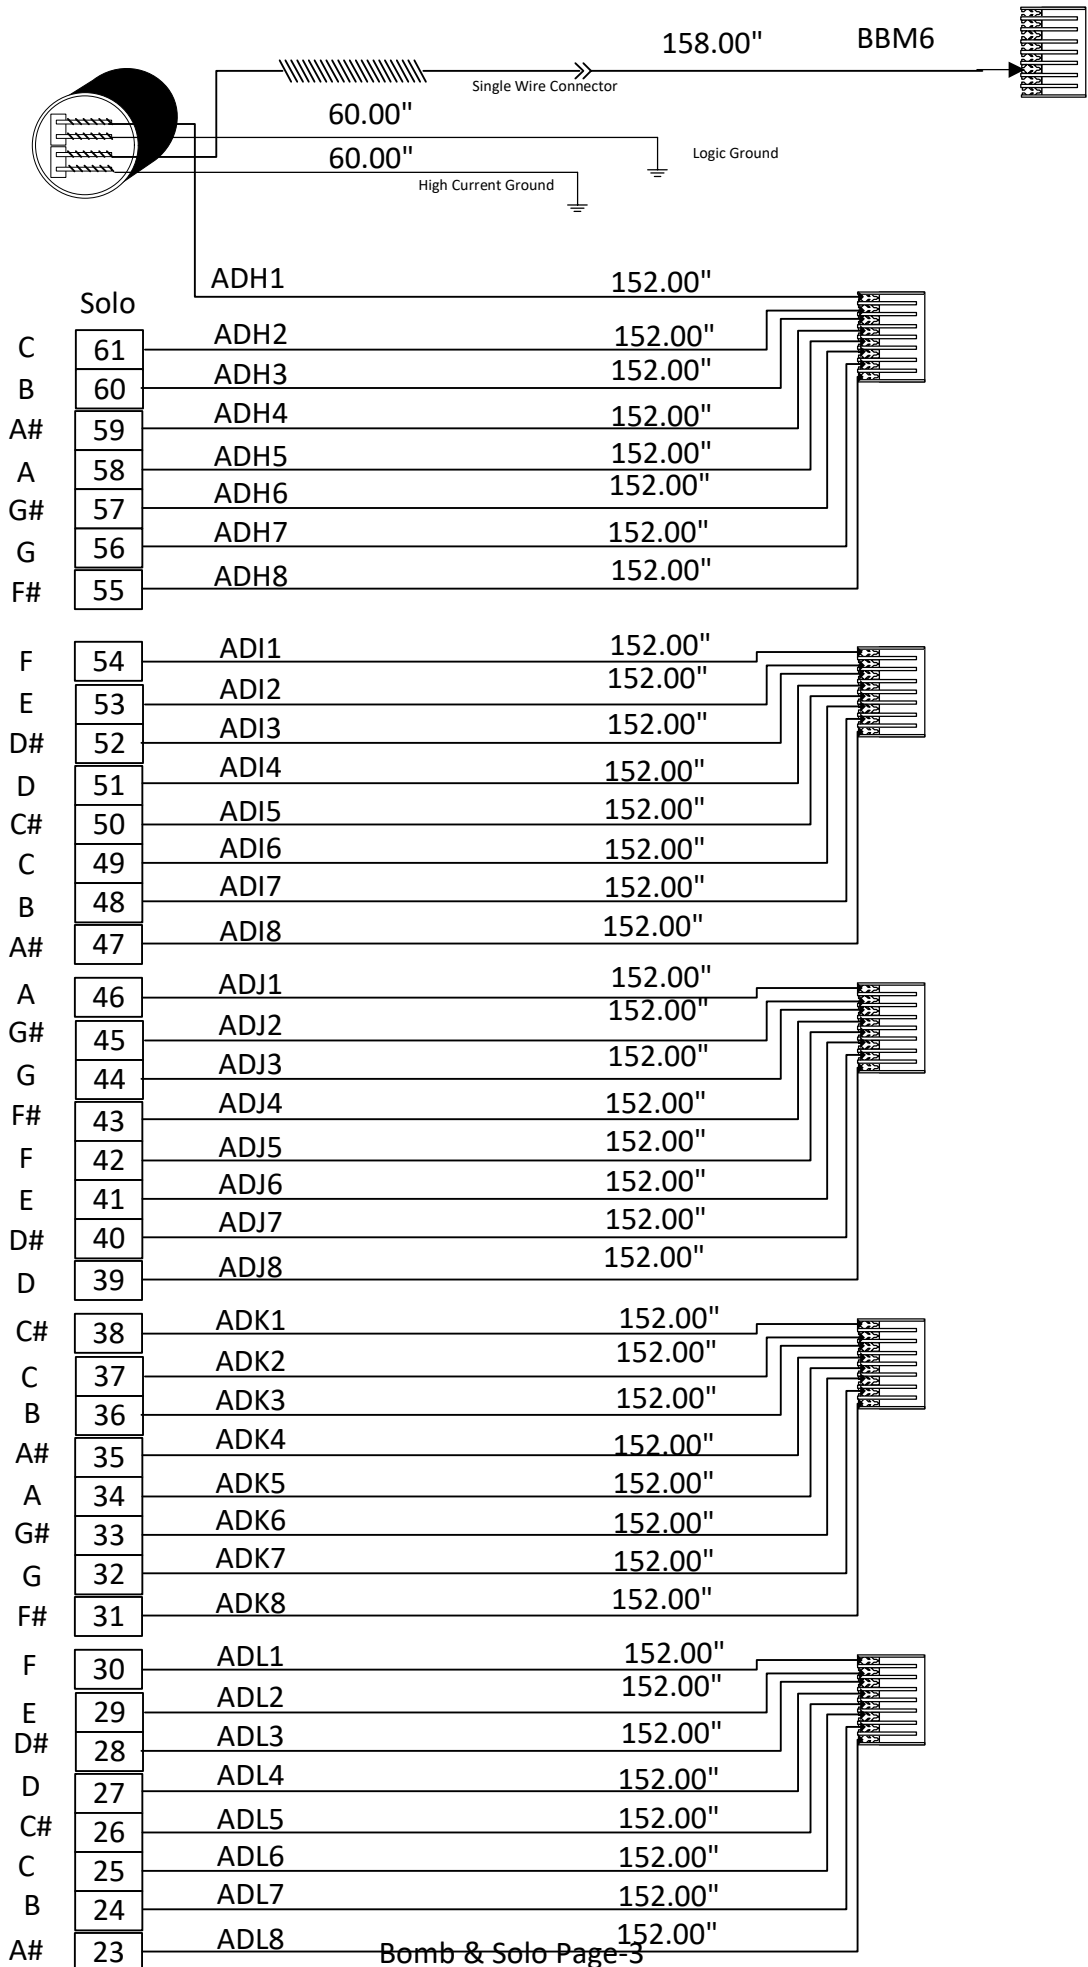 158.00" BBM6
Single Wire Connector
60.00"
60.00" Logic Ground
High Current Ground
ADH1 152.00"
Solo
C 61 ADH2 152.00"
B 60 ADH3 152.00"
A# 59 ADH4 152.00"
A 58 ADH5 152.00"
G# 57 ADH6 152.00"
G 56 ADH7 152.00"
F# 55 ADH8 152.00"
F 54 ADI1 152.00"
E 53 ADI2 152.00"
D# 52 ADI3 152.00"
D 51 ADI4 152.00"
C# 50 ADI5 152.00"
C 49 ADI6 152.00"
B 48 ADI7 152.00"
A# 47 ADI8 152.00"
A 46 ADJ1 152.00"
G# 45 ADJ2 152.00"
G 44 ADJ3 152.00"
F# 43 ADJ4 152.00"
F 42 ADJ5 152.00"
E 41 ADJ6 152.00"
D# 40 ADJ7 152.00"
D 39 ADJ8 152.00"
C# 38 ADK1 152.00"
C 37 ADK2 152.00"
B 36 ADK3 152.00"
A# 35 ADK4 152.00"
A 34 ADK5 152.00"
G# 33 ADK6 152.00"
G 32 ADK7 152.00"
F# 31 ADK8 152.00"
F 30 ADL1 152.00"
E 29 ADL2 152.00"
D# 28 ADL3 152.00"
D 27 ADL4 152.00"
C# 26 ADL5 152.00"
C 25 ADL6 152.00"
B 24 ADL7 152.00"
A# 23 ADL8 152.00"
Bomb & Solo Page-3